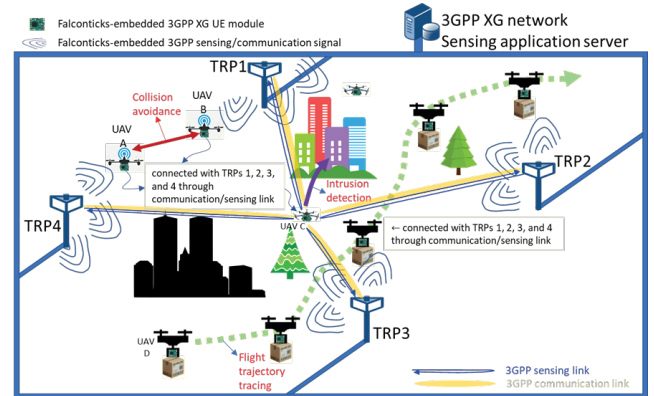 Falconticks-embedded 3GPP XG UE module
Falconticks-embedded 3GPP sensing/communication signal
3GPP XG network
Sensing application server
TRP1
Collision
avoidance
UAV
B
UAV
A
TRP2
connected with TRPs 1, 2, 3,
and 4 through
communication/sensing link
Intrusion
detection
TRP4
UAV C
← connected with TRPs 1, 2, 3, and 4
through communication/sensing link
TRP3
UAV
D
Flight
trajectory
tracing
3GPP sensing link
3GPP communication link